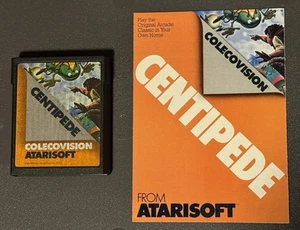 CENTIPEDE
COLECOVISION
ATARISOFT
Play the
Original Arcade
Classic in Your
Own Home.
COLECOVISION
CENTIPEDE
FROM
ATARISOFT